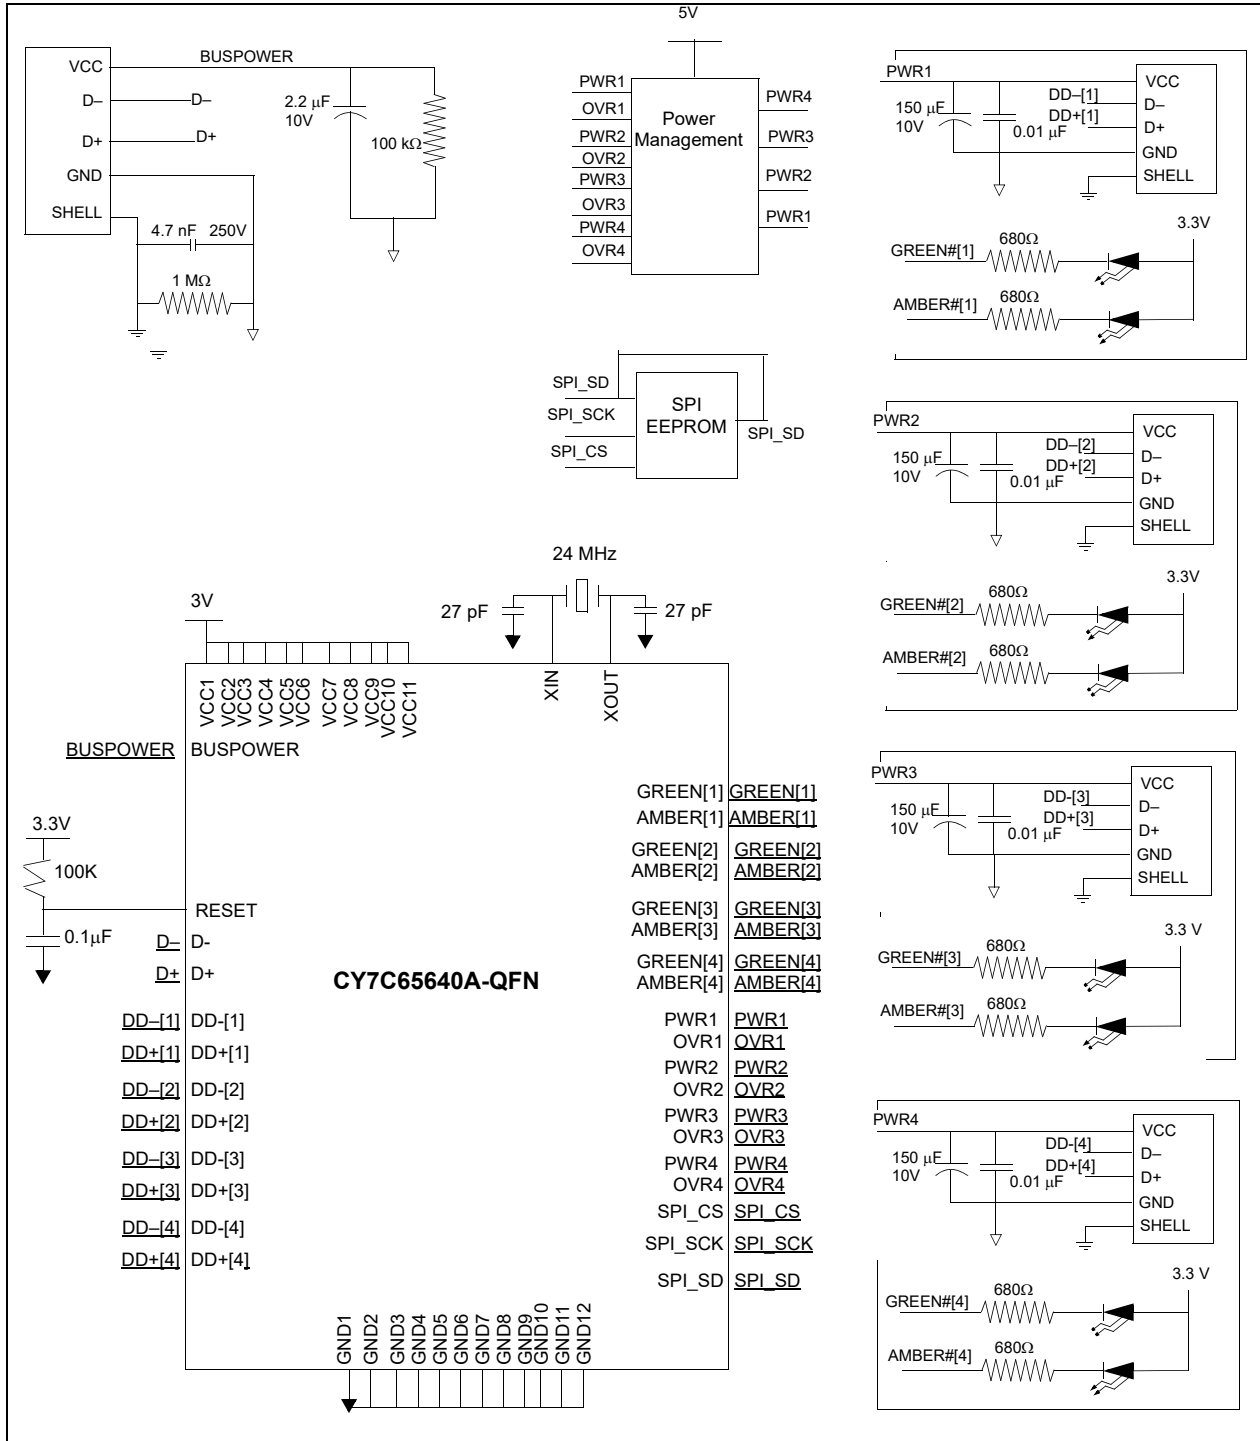 VCC
BUSPOWER
D–
D–
D+
D+
GND
SHELL
2.2 μF
10V
100 kΩ
4.7 nF 250V
1 MΩ
5V
PWR1
OVR1
PWR2
OVR2
PWR3
OVR3
PWR4
OVR4
Power
Management
PWR4
PWR3
PWR2
PWR1
SPI_SD
SPI_SCK
SPI_CS
SPI
EEPROM
SPI_SD
PWR1
150 μF
10V
0.01 μF
DD–[1]
DD+[1]
VCC
D–
D+
GND
SHELL
3.3V
GREEN#[1]
680Ω
AMBER#[1]
680Ω
PWR2
150 μF
10V
0.01 μF
DD–[2]
DD+[2]
VCC
D–
D+
GND
SHELL
3.3V
GREEN#[2]
680Ω
AMBER#[2]
680Ω
PWR3
150 μF
10V
0.01 μF
DD-[3]
DD+[3]
VCC
D–
D+
GND
SHELL
3.3 V
GREEN#[3]
680Ω
AMBER#[3]
680Ω
PWR4
150 μF
10V
0.01 μF
DD-[4]
DD+[4]
VCC
D–
D+
GND
SHELL
3.3 V
GREEN#[4]
680Ω
AMBER#[4]
680Ω
24 MHz
27 pF
27 pF
3V
VCC1
VCC2
VCC3
VCC4
VCC5
VCC6
VCC7
VCC8
VCC9
VCC10
VCC11
XIN
XOUT
BUSPOWER BUSPOWER
3.3V
100K
RESET
0.1μF
D– D-
D+ D+
CY7C65640A-QFN
DD–[1] DD-[1]
DD+[1] DD+[1]
DD–[2] DD-[2]
DD+[2] DD+[2]
DD–[3] DD-[3]
DD+[3] DD+[3]
DD–[4] DD-[4]
DD+[4] DD+[4]
GREEN[1] GREEN[1]
AMBER[1] AMBER[1]
GREEN[2] GREEN[2]
AMBER[2] AMBER[2]
GREEN[3] GREEN[3]
AMBER[3] AMBER[3]
GREEN[4] GREEN[4]
AMBER[4] AMBER[4]
PWR1 PWR1
OVR1 OVR1
PWR2 PWR2
OVR2 OVR2
PWR3 PWR3
OVR3 OVR3
PWR4 PWR4
OVR4 OVR4
SPI_CS SPI_CS
SPI_SCK SPI_SCK
SPI_SD SPI_SD
GND1
GND2
GND3
GND4
GND5
GND6
GND7
GND8
GND9
GND10
GND11
GND12